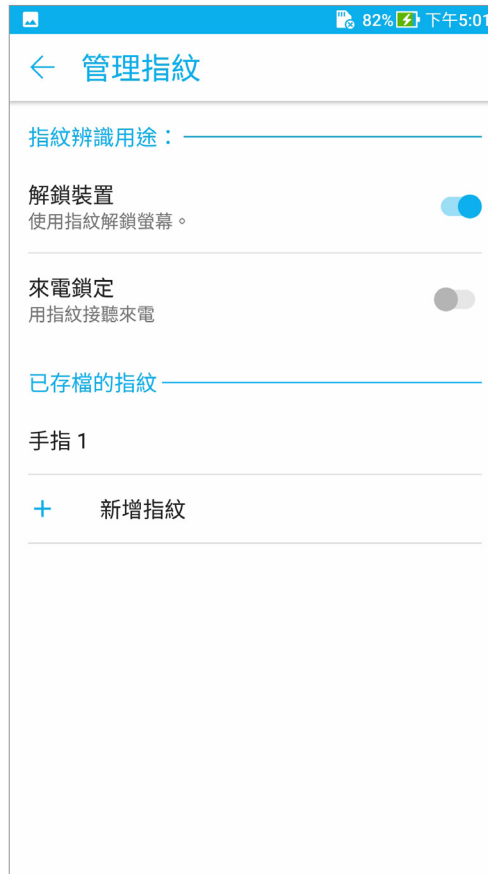 82% 下午5:01
管理指紋
指紋辨識用途：
解鎖裝置
使用指紋解鎖螢幕。
來電鎖定
用指紋接聽來電
已存檔的指紋
手指 1
+ 新增指紋